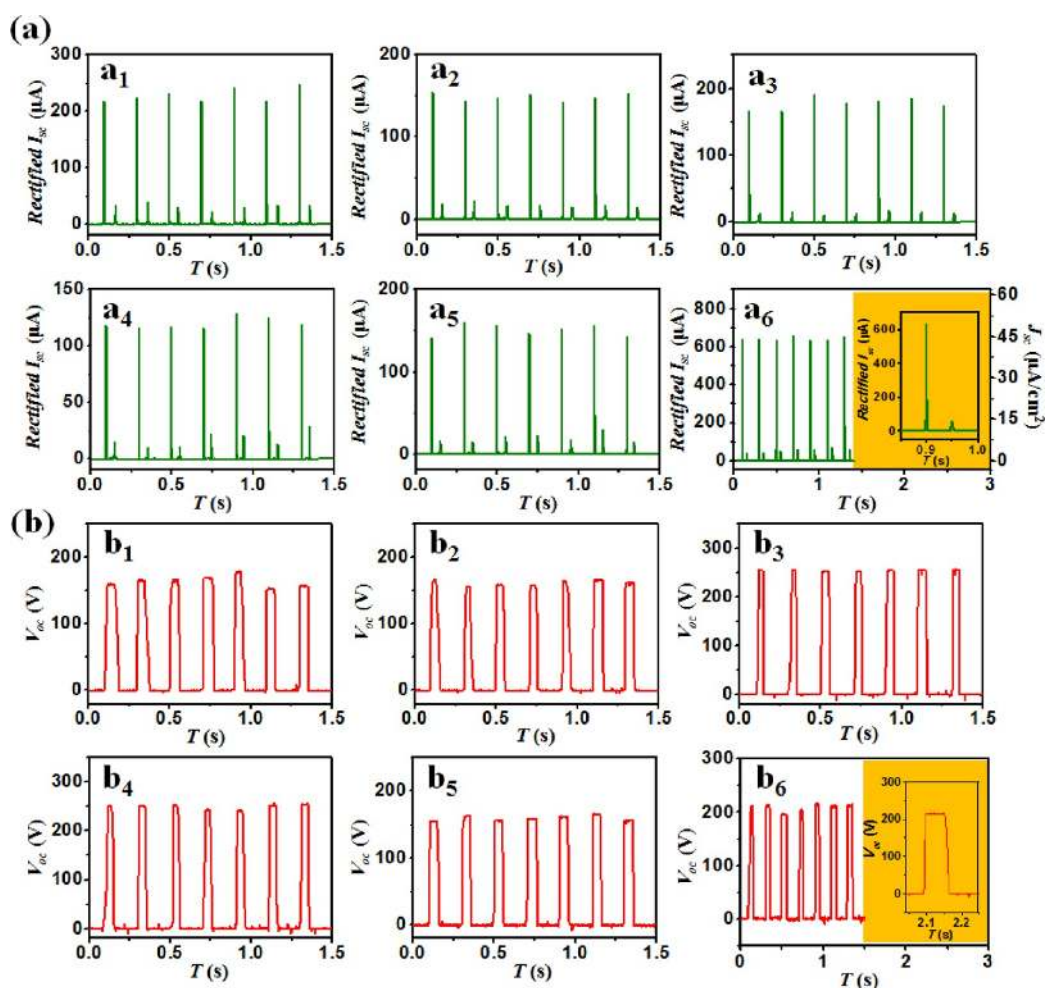 (a)
a1
Rectified Isc (μA)
300
200
100
0
0.0 0.5 1.0 1.5
T (s)
a2
Rectified Isc (μA)
200
150
100
50
0
0.0 0.5 1.0 1.5
T (s)
a3
Rectified Isc (μA)
200
100
0
0.0 0.5 1.0 1.5
T (s)
a4
Rectified Isc (μA)
150
100
50
0
0.0 0.5 1.0 1.5
T (s)
a5
Rectified Isc (μA)
200
100
0
0.0 0.5 1.0 1.5
T (s)
a6
Rectified Isc (μA)
800
600
400
200
0
0 1 2 3
T (s)
Jsc (μA/cm²)
60
45
30
15
0
Rectified Isc (μA)
600
400
200
0
0.9 1.0
T (s)
(b)
b1
Voc (V)
200
100
0
0.0 0.5 1.0 1.5
T (s)
b2
Voc (V)
200
100
0
0.0 0.5 1.0 1.5
T (s)
b3
Voc (V)
300
200
100
0
0.0 0.5 1.0 1.5
T (s)
b4
Voc (V)
300
200
100
0
0.0 0.5 1.0 1.5
T (s)
b5
Voc (V)
200
100
0
0.0 0.5 1.0 1.5
T (s)
b6
Voc (V)
300
200
100
0
0 1 2 3
T (s)
Voc (V)
300
200
100
0
2.1 2.2
T (s)